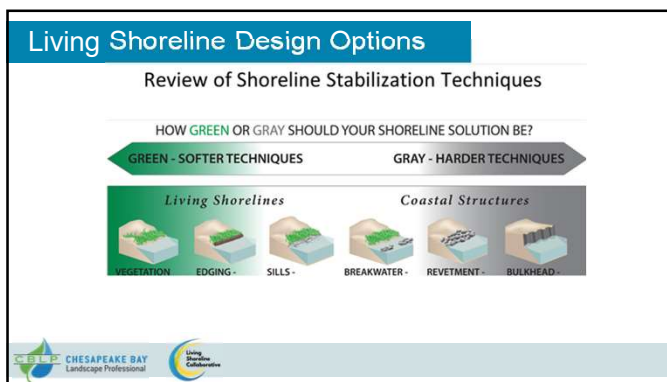 Living Shoreline Design Options
Review of Shoreline Stabilization Techniques
HOW GREEN OR GRAY SHOULD YOUR SHORELINE SOLUTION BE?
GREEN - SOFTER TECHNIQUES GRAY - HARDER TECHNIQUES
Living Shorelines Coastal Structures
VEGETATION EDGING - SILLS - BREAKWATER - REVETMENT - BULKHEAD -
CBLP CHESAPEAKE BAY
Landscape Professional
Living
Shoreline
Collaborative